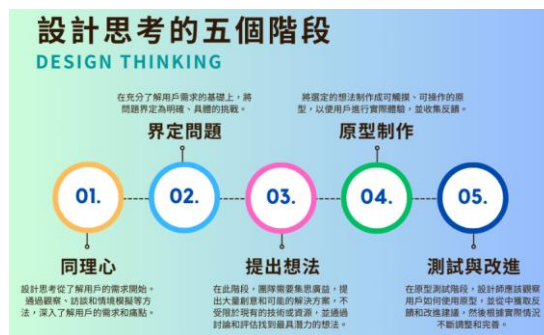 設計思考的五個階段
DESIGN THINKING
在充分了解用戶需求的基礎上，將
問題界定為明確、具體的挑戰。
界定問題
將選定的想法制作成可觸摸、可操作的原
型，以使用戶進行實際體驗，並收集反饋。
原型制作
01.
02.
03.
04.
05.
同理心
設計思考從了解用戶的需求開始。
通過觀察、訪談和情境模擬等方
法，深入了解用戶的需求和痛點。
提出想法
在此階段，團隊需要集思廣益，提
出大量創意和可能的解決方案，不
受限於現有的技術或資源，並通過
討論和評估找到最具潛力的想法。
測試與改進
在原型測試階段，設計師應該觀察
用戶如何使用原型，並從中獲取反
饋和改進建議，然後根據實際情況
不斷調整和完善。